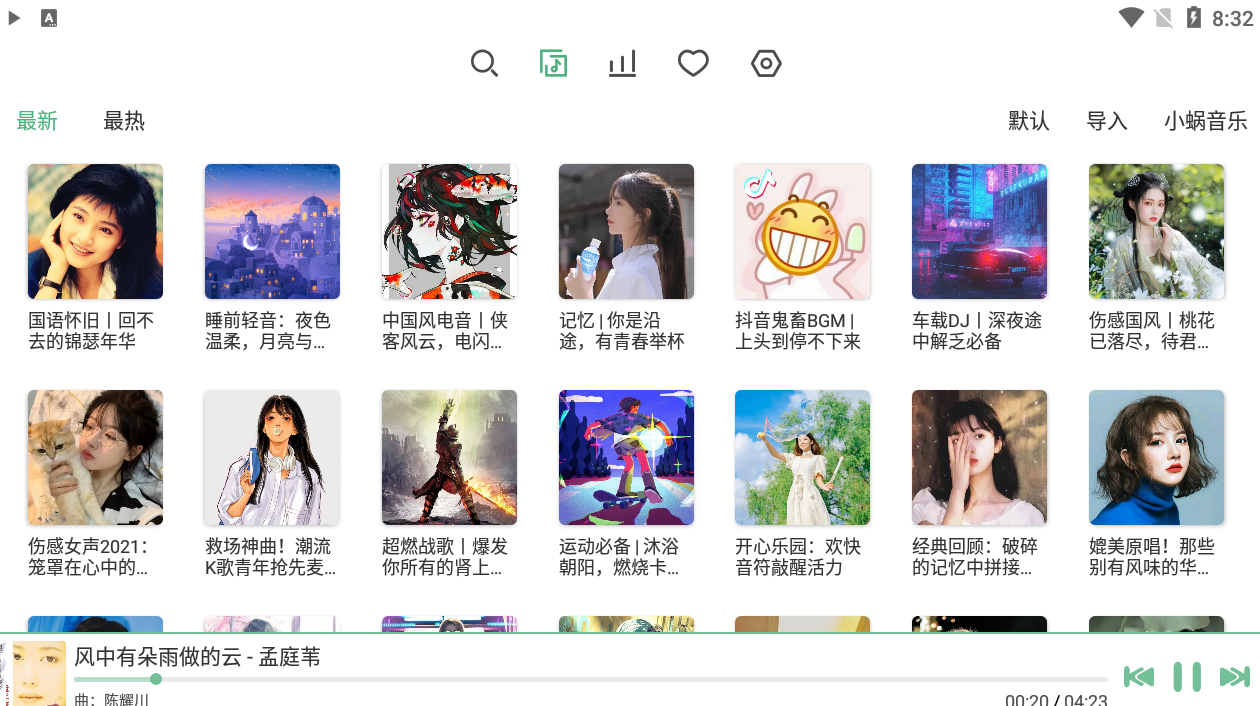 8:32
最新 最热 默认 导入 小蜗音乐
国语怀旧丨回不
去的锦瑟年华
睡前轻音：夜色
温柔，月亮与...
中国风电音丨侠
客风云，电闪...
记忆 | 你是沿
途，有青春举杯
抖音鬼畜BGM |
上头到停不下来
车载DJ丨深夜途
中解乏必备
伤感国风丨桃花
已落尽，待君...
伤感女声2021：
笼罩在心中的...
救场神曲！潮流
K歌青年抢先麦...
超燃战歌丨爆发
你所有的肾上...
运动必备 | 沐浴
朝阳，燃烧卡...
开心乐园：欢快
音符敲醒活力
经典回顾：破碎
的记忆中拼接...
媲美原唱！那些
别有风味的华...
风中有朵雨做的云 - 孟庭苇
曲：陈耀川
00:20 / 04:23